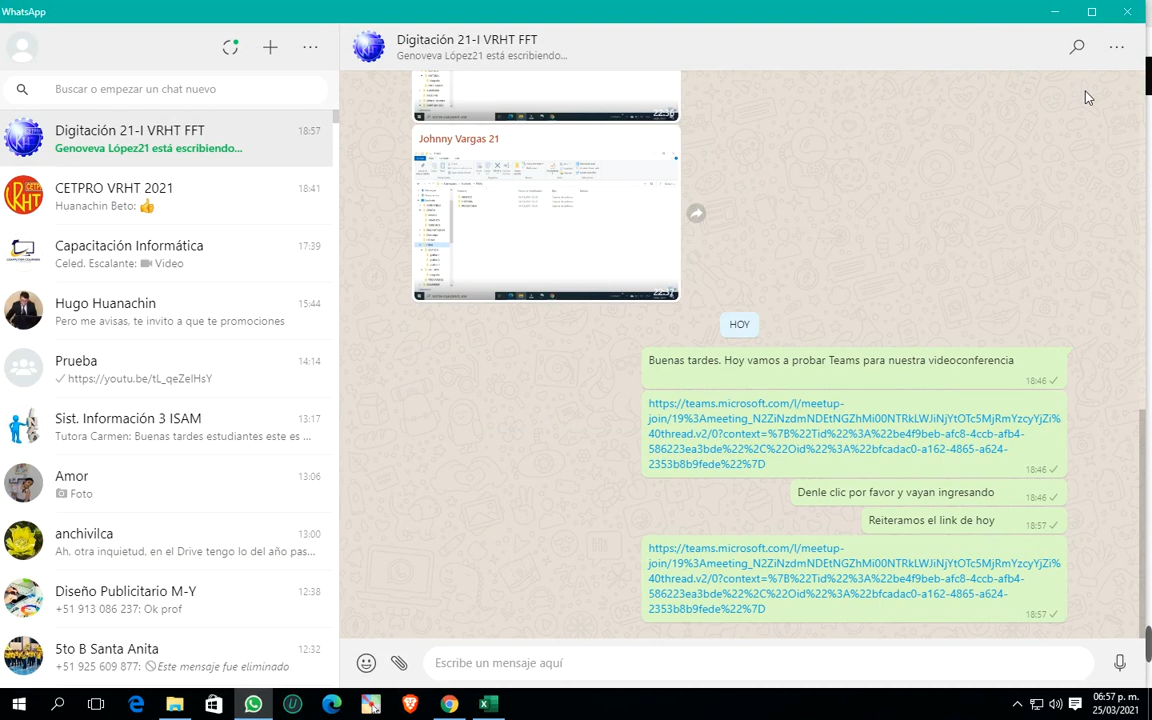 WhatsApp
Buscar o empezar un chat nuevo
Digitación 21-I VRHT FFT 18:57
Genoveva López21 está escribiendo...
CETPRO VRHT 2021 18:41
Huanachin Beto: 👍
Capacitación Informática 17:39
Celed. Escalante: Video
Hugo Huanachin 15:44
Pero me avisas, te invito a que te promociones
Prueba 14:14
https://youtu.be/tL_qeZelHsY
Sist. Información 3 ISAM 13:17
Tutora Carmen: Buenas tardes estudiantes este es ...
Amor 13:06
Foto
anchivilca 13:00
Ah, otra inquietud. en el Drive tengo lo del año pas...
Diseño Publicitario M-Y 12:38
+51 913 086 237: Ok prof
5to B Santa Anita 12:32
+51 925 609 877: Este mensaje fue eliminado
Digitación 21-I VRHT FFT
Genoveva López21 está escribiendo...
22:36
Johnny Vargas 21
22:37
HOY
Buenas tardes. Hoy vamos a probar Teams para nuestra videoconferencia
18:46
https://teams.microsoft.com/l/meetup-
join/19%3Ameeting_N2ZiNzdmNDEtNGZhMi00NTRkLWJiNjYtOTc5MjRmYzcyYjZi%
40thread.v2/0?context=%7B%22Tid%22%3A%22be4f9beb-afc8-4ccb-afb4-
586223ea3bde%22%2C%22Oid%22%3A%22bfcadac0-a162-4865-a624-
2353b8b9fede%22%7D
18:46
Denle clic por favor y vayan ingresando 18:46
Reiteramos el link de hoy 18:57
https://teams.microsoft.com/l/meetup-
join/19%3Ameeting_N2ZiNzdmNDEtNGZhMi00NTRkLWJiNjYtOTc5MjRmYzcyYjZi%
40thread.v2/0?context=%7B%22Tid%22%3A%22be4f9beb-afc8-4ccb-afb4-
586223ea3bde%22%2C%22Oid%22%3A%22bfcadac0-a162-4865-a624-
2353b8b9fede%22%7D
18:57
Escribe un mensaje aquí
06:57 p. m.
25/03/2021